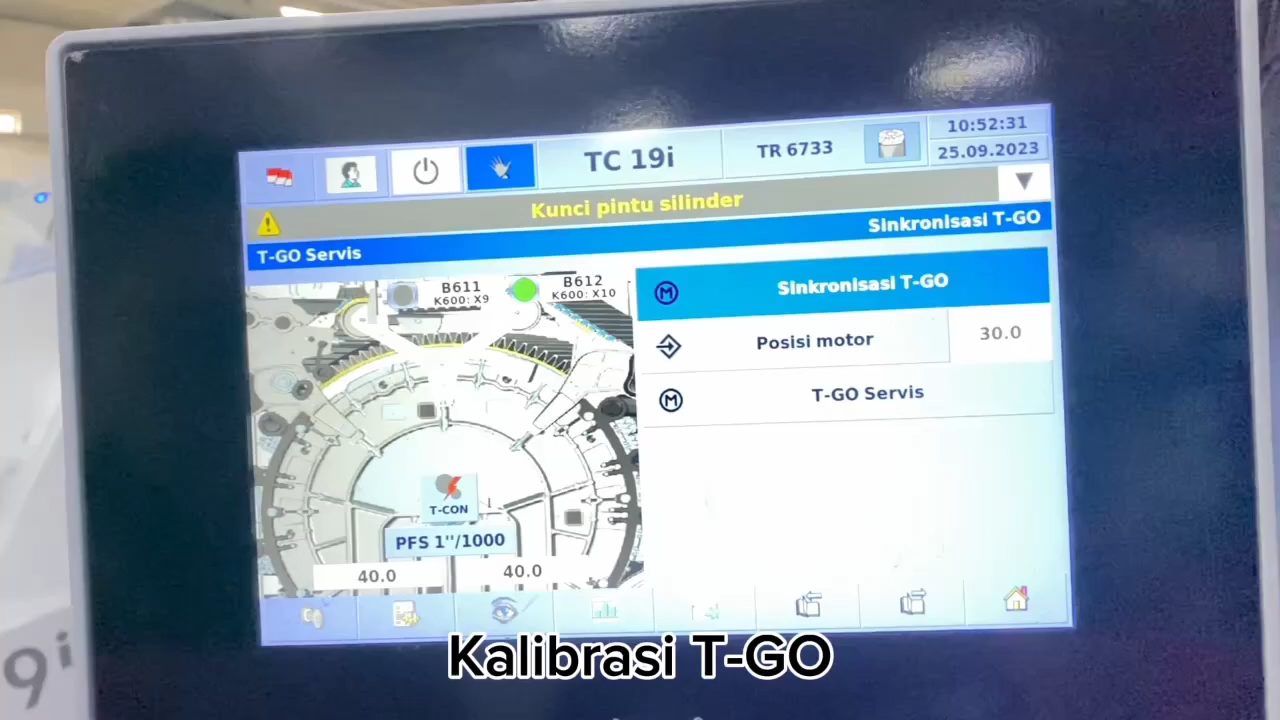 10:52:31
TC 19i
TR 6733
25.09.2023
Kunci pintu silinder
T-GO Servis
Sinkronisasi T-GO
B611
K600: X9
B612
K600: X10
Sinkronisasi T-GO
Posisi motor
30.0
T-GO Servis
T-CON
PFS 1''/1000
40.0
40.0
9i
Kalibrasi T-GO